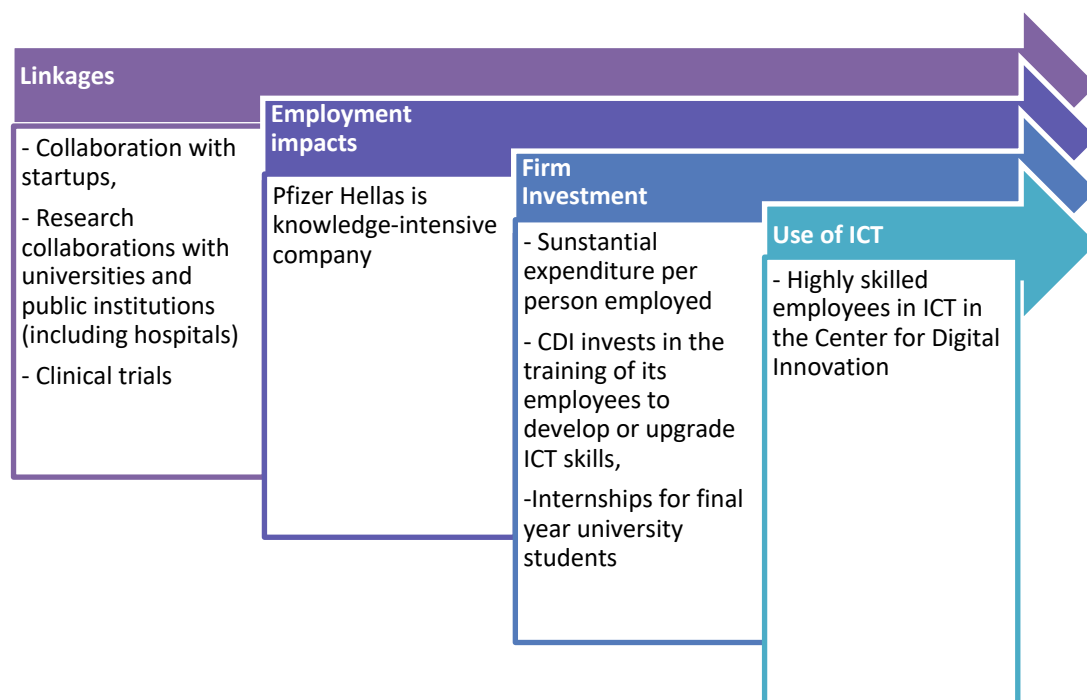 Linkages
- Collaboration with
startups,
- Research
collaborations with
universities and
public institutions
(including hospitals)
- Clinical trials
Employment
impacts
Pfizer Hellas is
knowledge-intensive
company
Firm
Investment
- Sunstantial
expenditure per
person employed
- CDI invests in the
training of its
employees to
develop or upgrade
ICT skills,
-Internships for final
year university
students
Use of ICT
- Highly skilled
employees in ICT in
the Center for Digital
Innovation